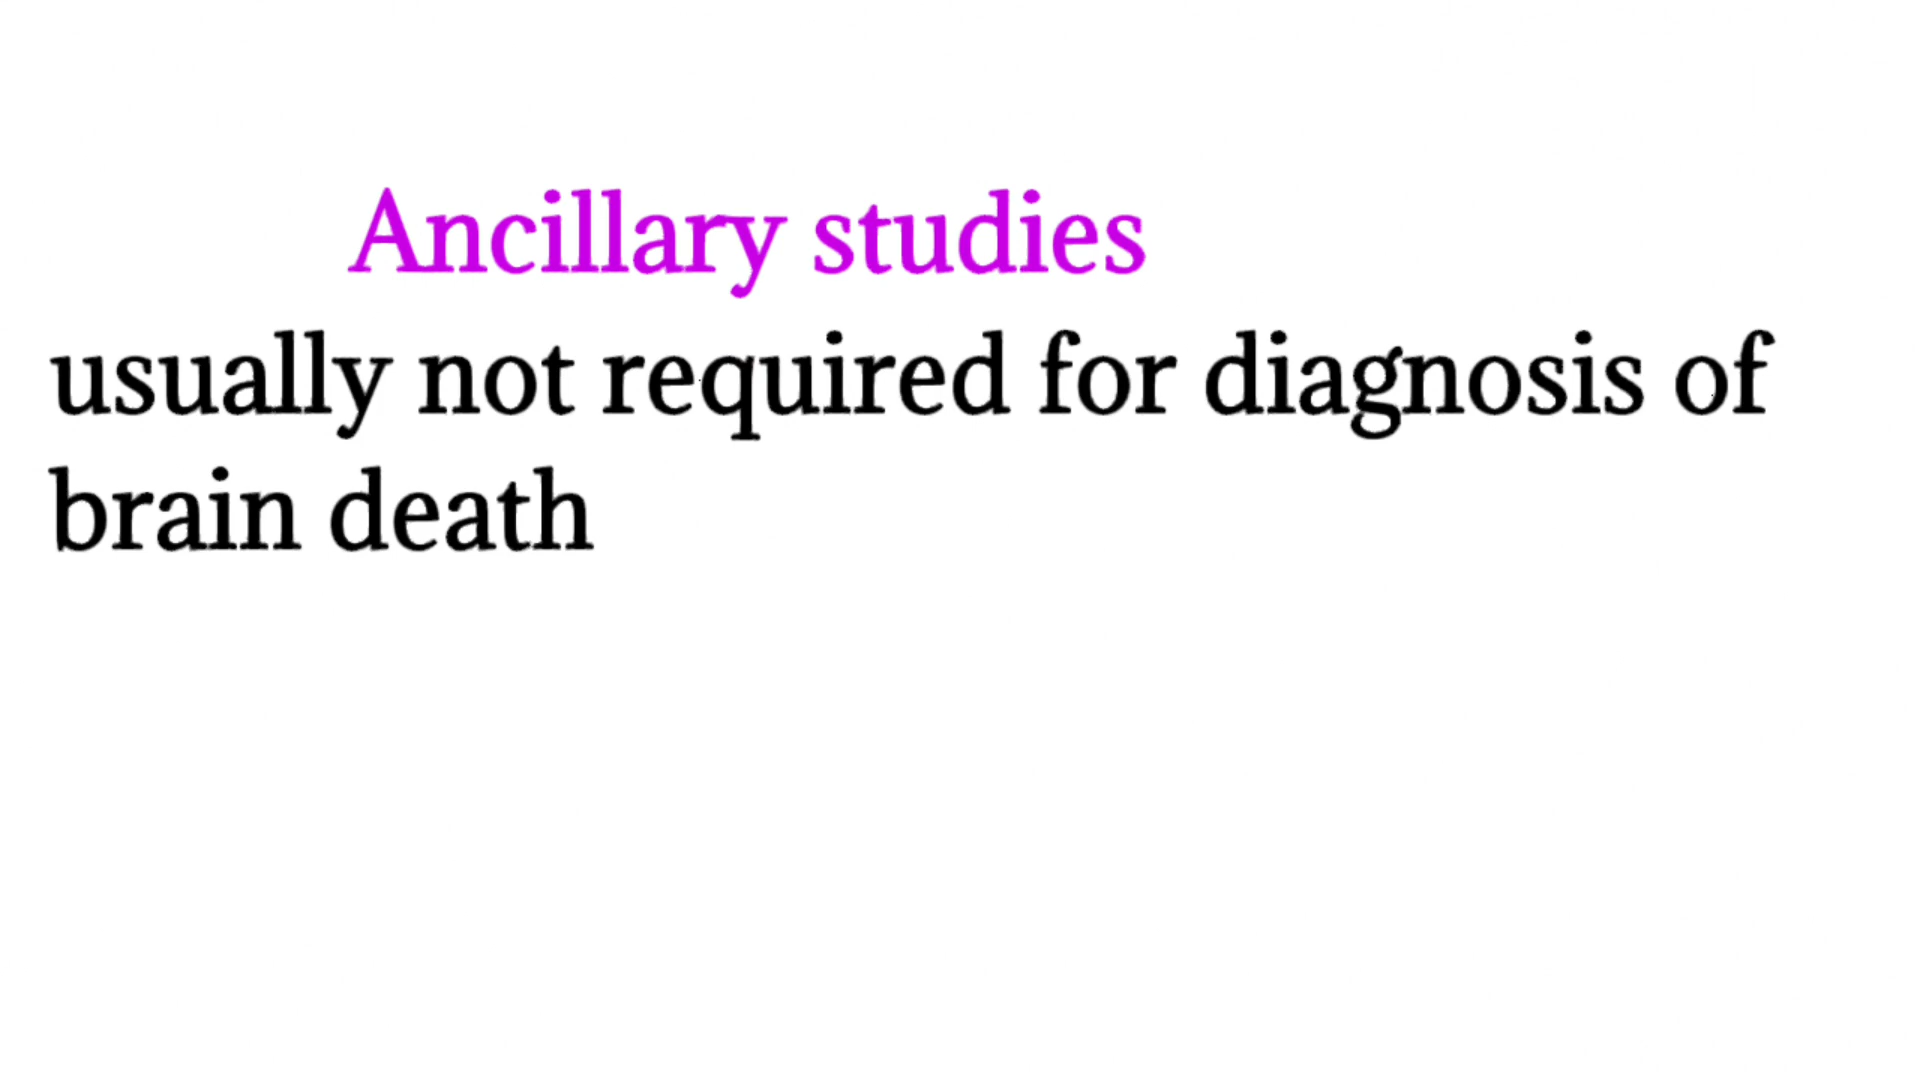 Ancillary studies
usually not required for diagnosis of
brain death